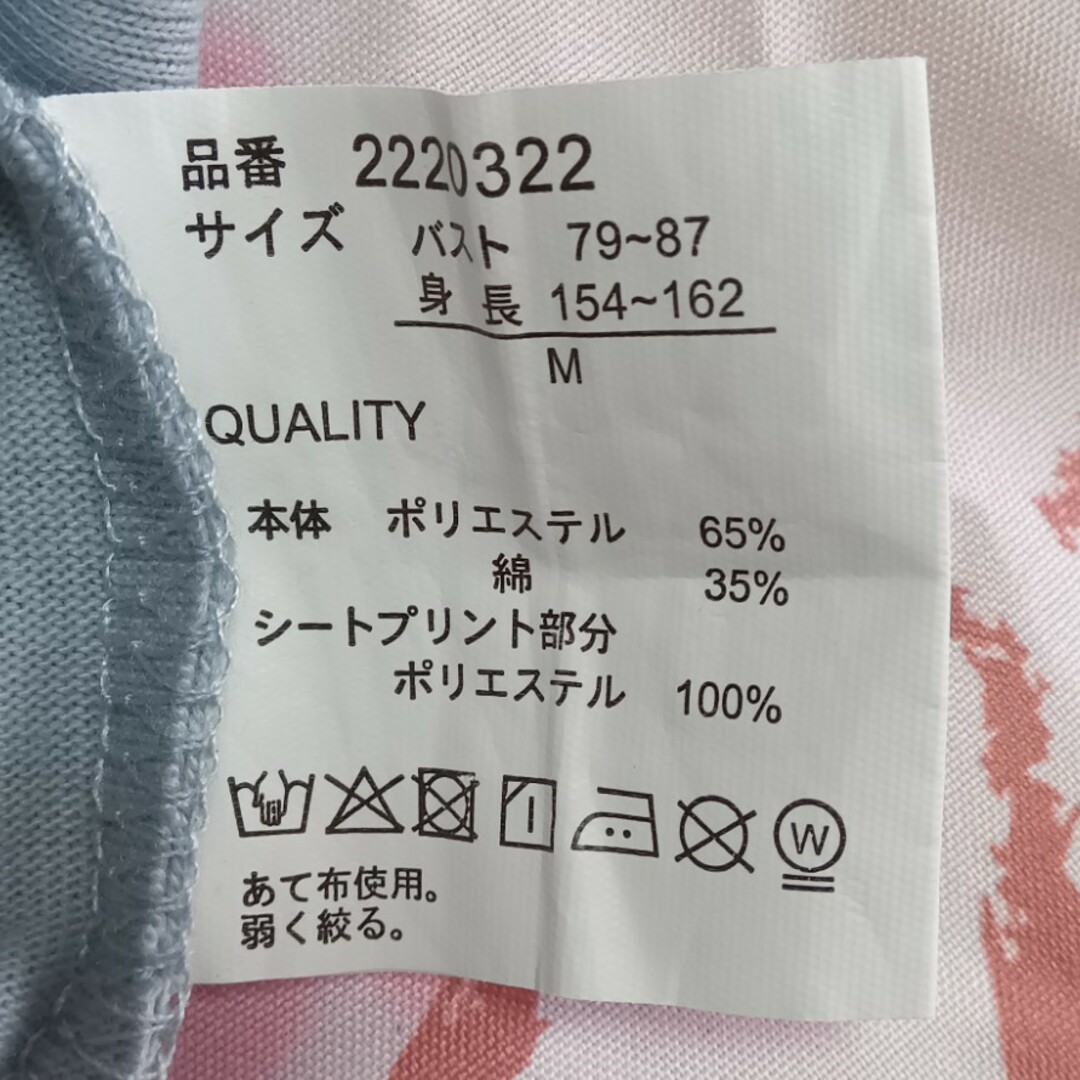 品番 2220322
サイズ バスト 79~87
身長 154~162
M
QUALITY
本体 ポリエステル 65%
綿 35%
シートプリント部分
ポリエステル 100%
W
あて布使用。
弱く絞る。